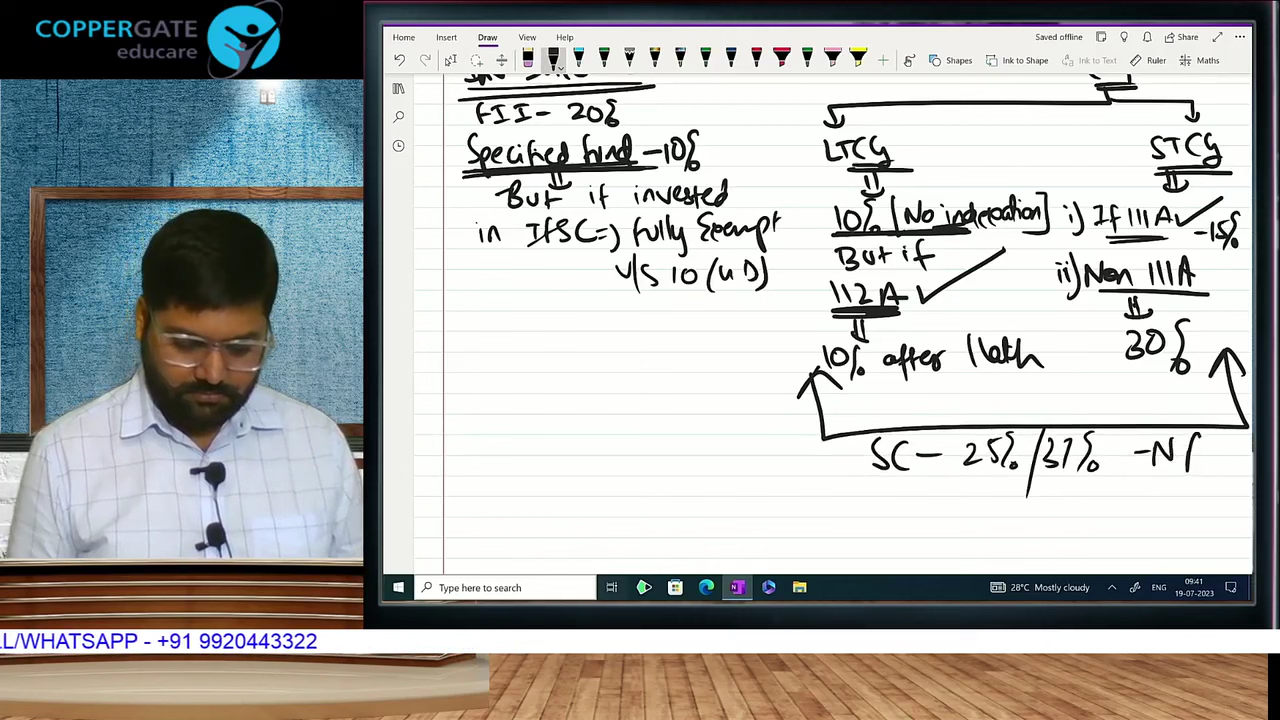 COPPERGATE
educare
Home Insert Draw View Help
Saved offline
Share
Shapes
Ink to Shape
Ink to Text
Ruler
Maths
FII - 20%
Specified fund - 10%
But if invested
in IFSC => fully Exempt
u/s 10(4D)
LTCG
10% [No indexation]
But if
112A
10% after 1 lakh
STCG
i) If 111A
- 15%
ii) Non 111A
30%
SC - 25% / 37% - N
Type here to search
28°C Mostly cloudy
ENG
09:41
19-07-2023
LL/WHATSAPP - +91 9920443322